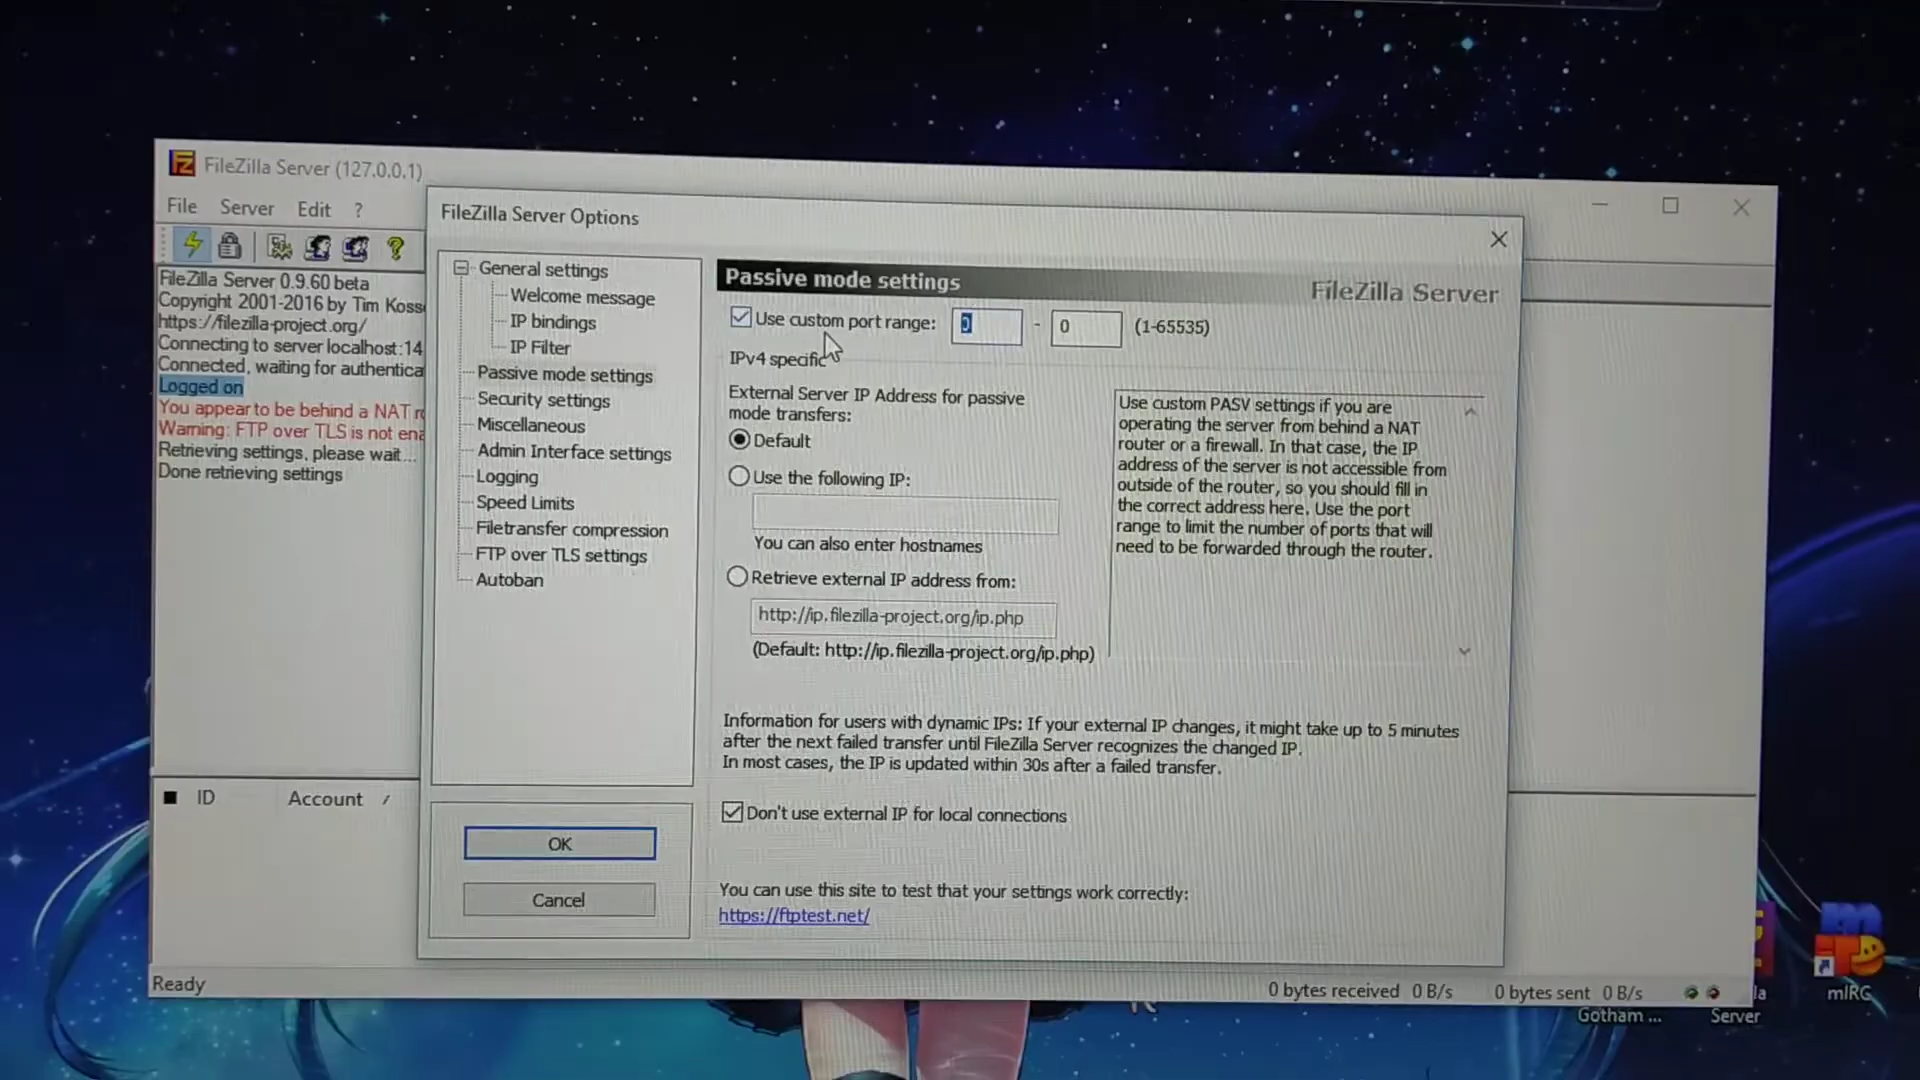 FileZilla Server (127.0.0.1)
File Server Edit ?
FileZilla Server 0.9.60 beta
Copyright 2001-2016 by Tim Koss
https://filezilla-project.org/
Connecting to server localhost:14
Connected, waiting for authentica
Logged on
You appear to be behind a NAT
Warning: FTP over TLS is not ena
Retrieving settings, please wait...
Done retrieving settings
ID Account /
Ready
0 bytes received 0 B/s 0 bytes sent 0 B/s
FileZilla Server Options
General settings
Welcome message
IP bindings
IP Filter
Passive mode settings
Security settings
Miscellaneous
Admin Interface settings
Logging
Speed Limits
Filetransfer compression
FTP over TLS settings
Autoban
OK
Cancel
Passive mode settings
FileZilla Server
Use custom port range: 0 - 0 (1-65535)
IPv4 specific
External Server IP Address for passive
mode transfers:
Default
Use the following IP:
You can also enter hostnames
Retrieve external IP address from:
http://ip.filezilla-project.org/ip.php
(Default: http://ip.filezilla-project.org/ip.php)
Use custom PASV settings if you are
operating the server from behind a NAT
router or a firewall. In that case, the IP
address of the server is not accessible from
outside of the router, so you should fill in
the correct address here. Use the port
range to limit the number of ports that will
need to be forwarded through the router.
Information for users with dynamic IPs: If your external IP changes, it might take up to 5 minutes
after the next failed transfer until FileZilla Server recognizes the changed IP.
In most cases, the IP is updated within 30s after a failed transfer.
Don't use external IP for local connections
You can use this site to test that your settings work correctly:
https://ftptest.net/
Gotham ...
la
Server
mIRC